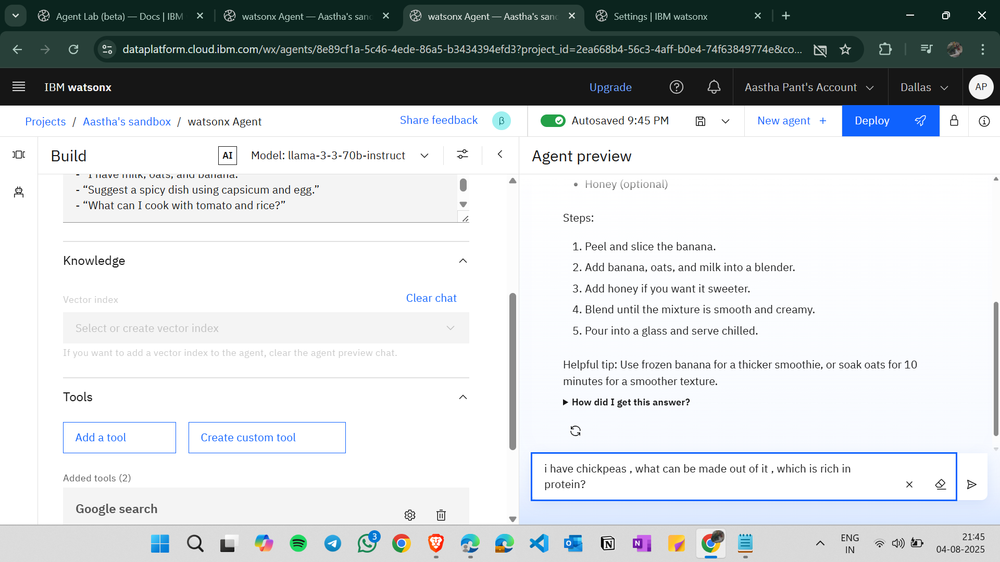 Agent Lab (beta) — Docs | IBM
watsonx Agent — Aastha's sand
watsonx Agent — Aastha's sand
Settings | IBM watsonx
dataplatform.cloud.ibm.com/wx/agents/8e89cf1a-5c46-4ede-86a5-b3434394efd3?project_id=2ea668b4-56c3-4aff-b0e4-74f63849774e&co...
IBM watsonx
Upgrade
Aastha Pant's Account
Dallas
AP
Projects / Aastha's sandbox / watsonx Agent
Share feedback
β
Autosaved 9:45 PM
New agent +
Deploy
Build
AI
Model: llama-3-3-70b-instruct
- "I have milk, oats, and banana."
- “Suggest a spicy dish using capsicum and egg.”
- “What can I cook with tomato and rice?”
Knowledge
Vector index
Clear chat
Select or create vector index
If you want to add a vector index to the agent, clear the agent preview chat.
Tools
Add a tool
Create custom tool
Added tools (2)
Google search
Agent preview
• Honey (optional)
Steps:
1. Peel and slice the banana.
2. Add banana, oats, and milk into a blender.
3. Add honey if you want it sweeter.
4. Blend until the mixture is smooth and creamy.
5. Pour into a glass and serve chilled.
Helpful tip: Use frozen banana for a thicker smoothie, or soak oats for 10
minutes for a smoother texture.
How did I get this answer?
i have chickpeas , what can be made out of it , which is rich in
protein?
3
ENG
IN
21:45
04-08-2025